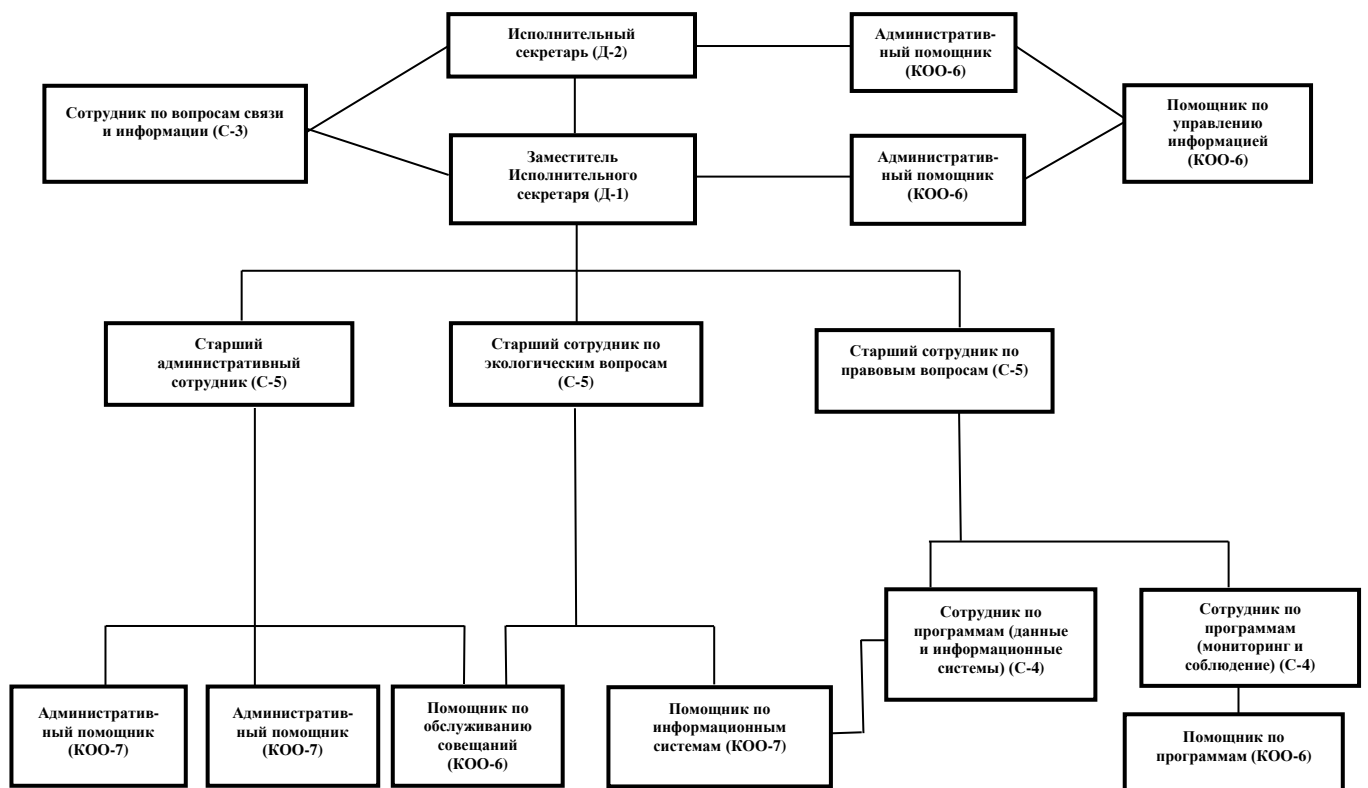 Исполнительный
секретарь (Д-2)
Административ-
ный помощник
(КОО-6)
Сотрудник по вопросам связи
и информации (С-3)
Помощник по
управлению
информацией
(КОО-6)
Заместитель
Исполнительного
секретаря (Д-1)
Административ-
ный помощник
(КОО-6)
Старший
административный
сотрудник (С-5)
Старший сотрудник по
экологическим вопросам
(С-5)
Старший сотрудник по
правовым вопросам (С-5)
Сотрудник по
программам (данные
и информационные
системы) (С-4)
Сотрудник по
программам
(мониторинг и
соблюдение) (С-4)
Административ-
ный помощник
(КОО-7)
Административ-
ный помощник
(КОО-7)
Помощник по
обслуживанию
совещаний
(КОО-6)
Помощник по
информационным
системам (КОО-7)
Помощник по
программам (КОО-6)